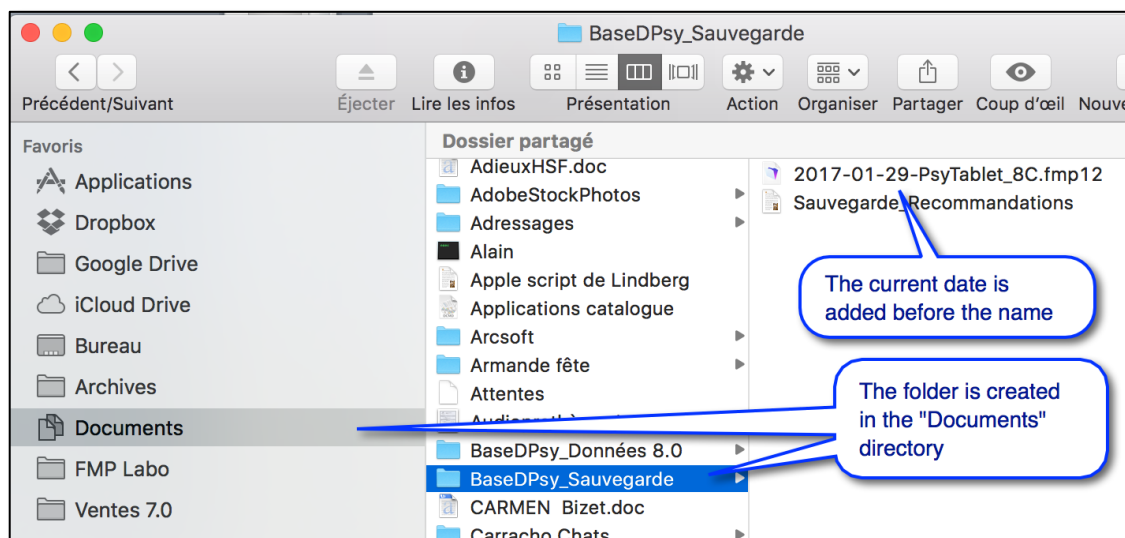 BaseDPsy_Sauvegarde
Précédent/Suivant
Éjecter
Lire les infos
Présentation
Action
Organiser
Partager
Coup d'œil
Favoris
Applications
Dropbox
Google Drive
iCloud Drive
Bureau
Archives
Documents
FMP Labo
Ventes 7.0
Dossier partagé
AdieuxHSF.doc
AdobeStockPhotos
Adressages
Alain
Apple script de Lindberg
Applications catalogue
Arcsoft
Armande fête
Attentes
BaseDPsy_Données 8.0
BaseDPsy_Sauvegarde
CARMEN Bizet.doc
Carracho Chats
2017-01-29-PsyTablet_8C.fmp12
Sauvegarde_Recommandations
The current date is
added before the name
The folder is created
in the "Documents"
directory